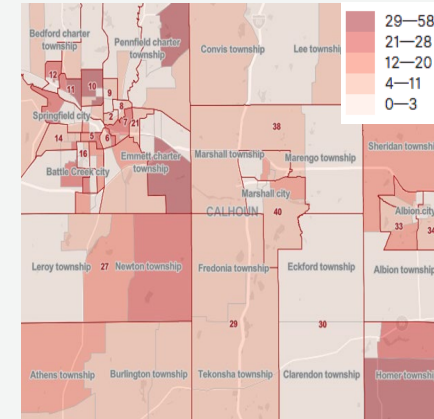 29—58
21—28
12—20
4—11
0—3
Bedford charter
township
Pennfield charter
township
Convis township
Lee township
12
11
10
9
8
Springfield city
2
7
21
38
14
5
6
16
Emmett charter
township
Marshall township
Marengo township
Sheridan township
Battle Creek city
Marshall city
CALHOUN
40
Albion city
33
34
Leroy township
27
Newton township
Fredonia township
Eckford township
Albion township
29
30
Athens township
Burlington township
Tekonsha township
Clarendon township
Homer township